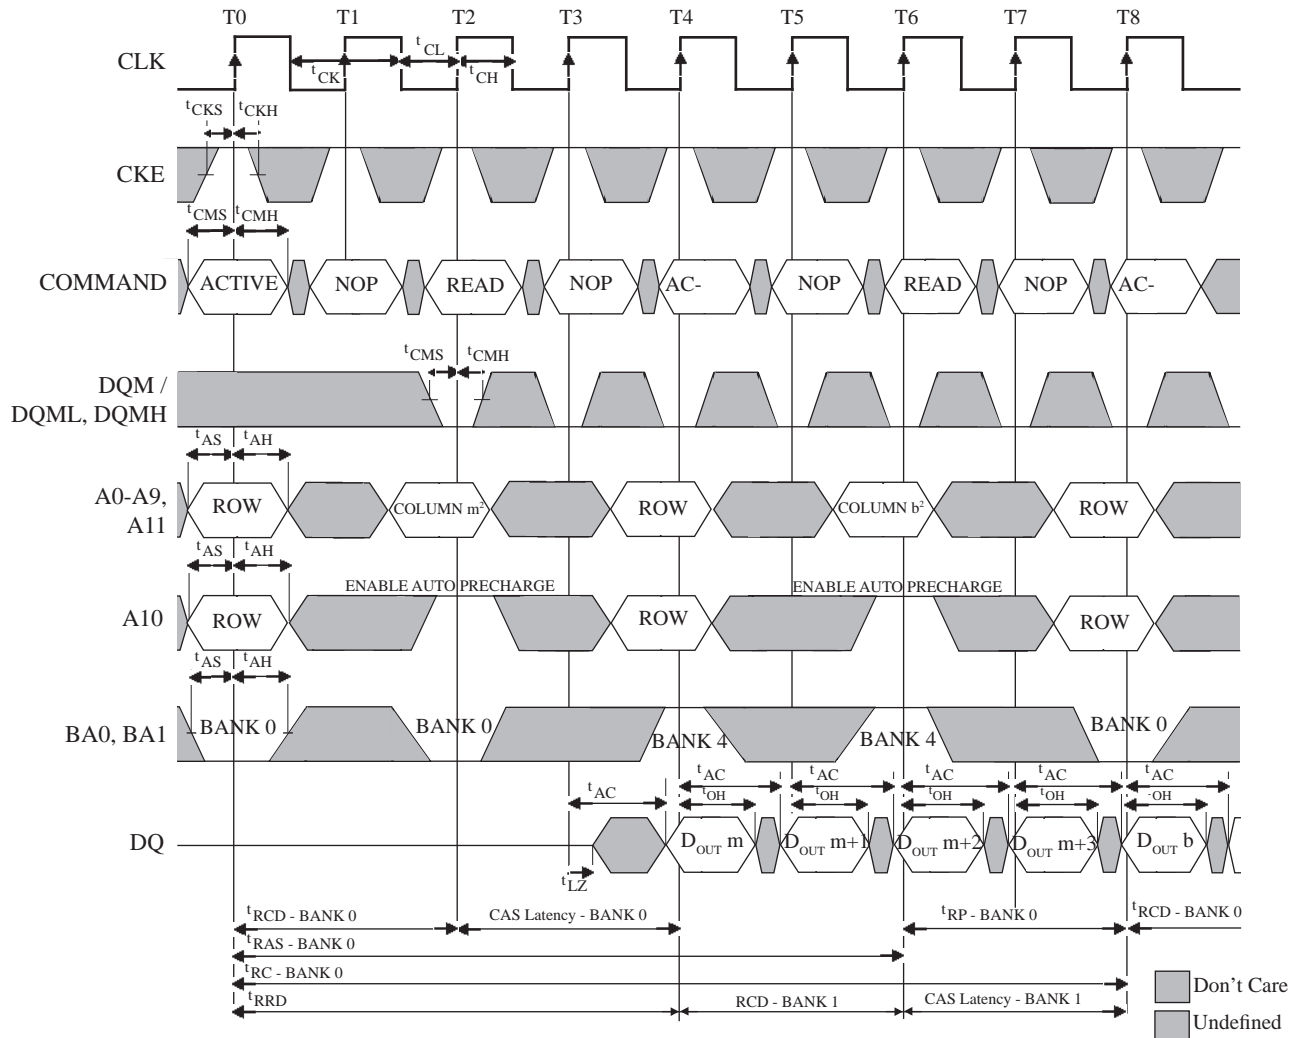 T0 T1 T2 T3 T4 T5 T6 T7 T8
CLK
tCL
tCK tCH
tCKS tCKH
CKE
tCMS tCMH
COMMAND ACTIVE NOP READ NOP AC- NOP READ NOP AC-
tCMS tCMH
DQM /
DQML, DQMH
tAS tAH
A0-A9,
A11
ROW COLUMN m² ROW COLUMN b² ROW
tAS tAH
ENABLE AUTO PRECHARGE ENABLE AUTO PRECHARGE
A10 ROW ROW ROW
tAS tAH
BA0, BA1 BANK 0 BANK 0 BANK 4 BANK 4 BANK 0
tAC tAC tAC tAC tAC tAC
tOH tOH tOH tOH -OH
DQ DOUT m DOUT m+1 DOUT m+2 DOUT m+3 DOUT b
tLZ
tRCD - BANK 0 CAS Latency - BANK 0 tRP - BANK 0 tRCD - BANK 0
tRAS - BANK 0
tRC - BANK 0
tRRD RCD - BANK 1 CAS Latency - BANK 1
Don't Care
Undefined